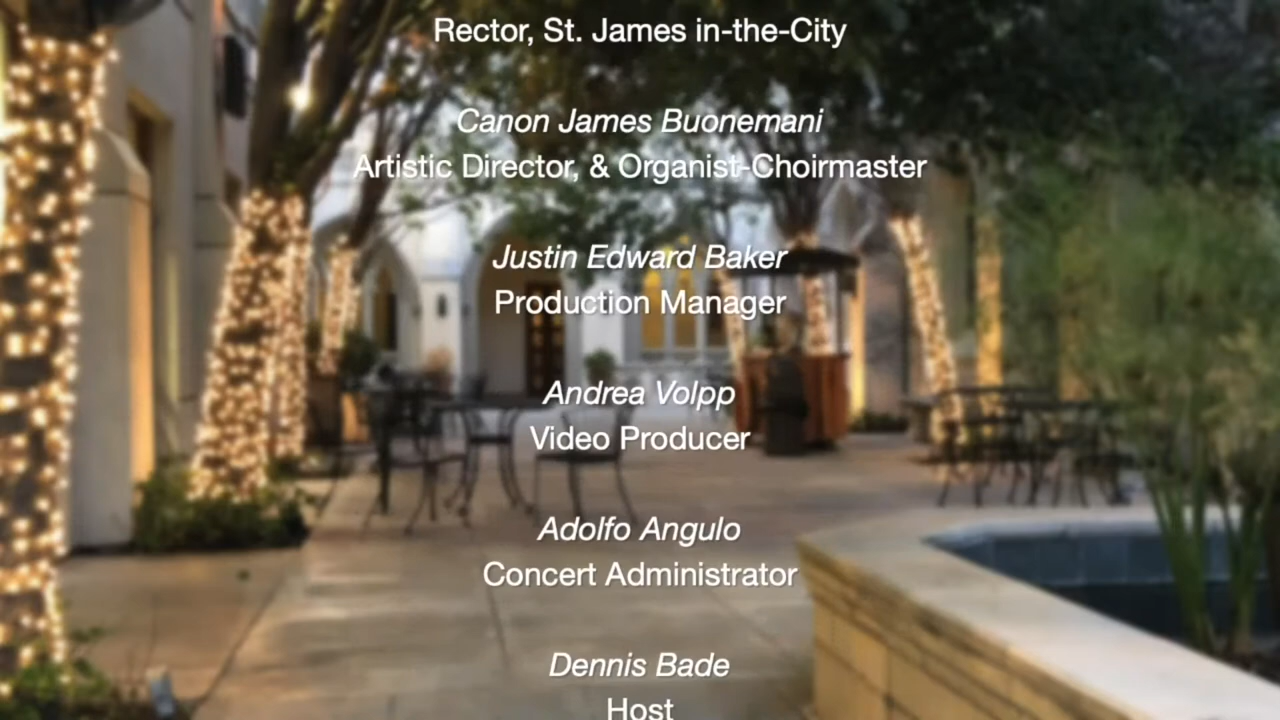 Rector, St. James in-the-City
Canon James Buonemani
Artistic Director, & Organist-Choirmaster
Justin Edward Baker
Production Manager
Andrea Volpp
Video Producer
Adolfo Angulo
Concert Administrator
Dennis Bade
Host